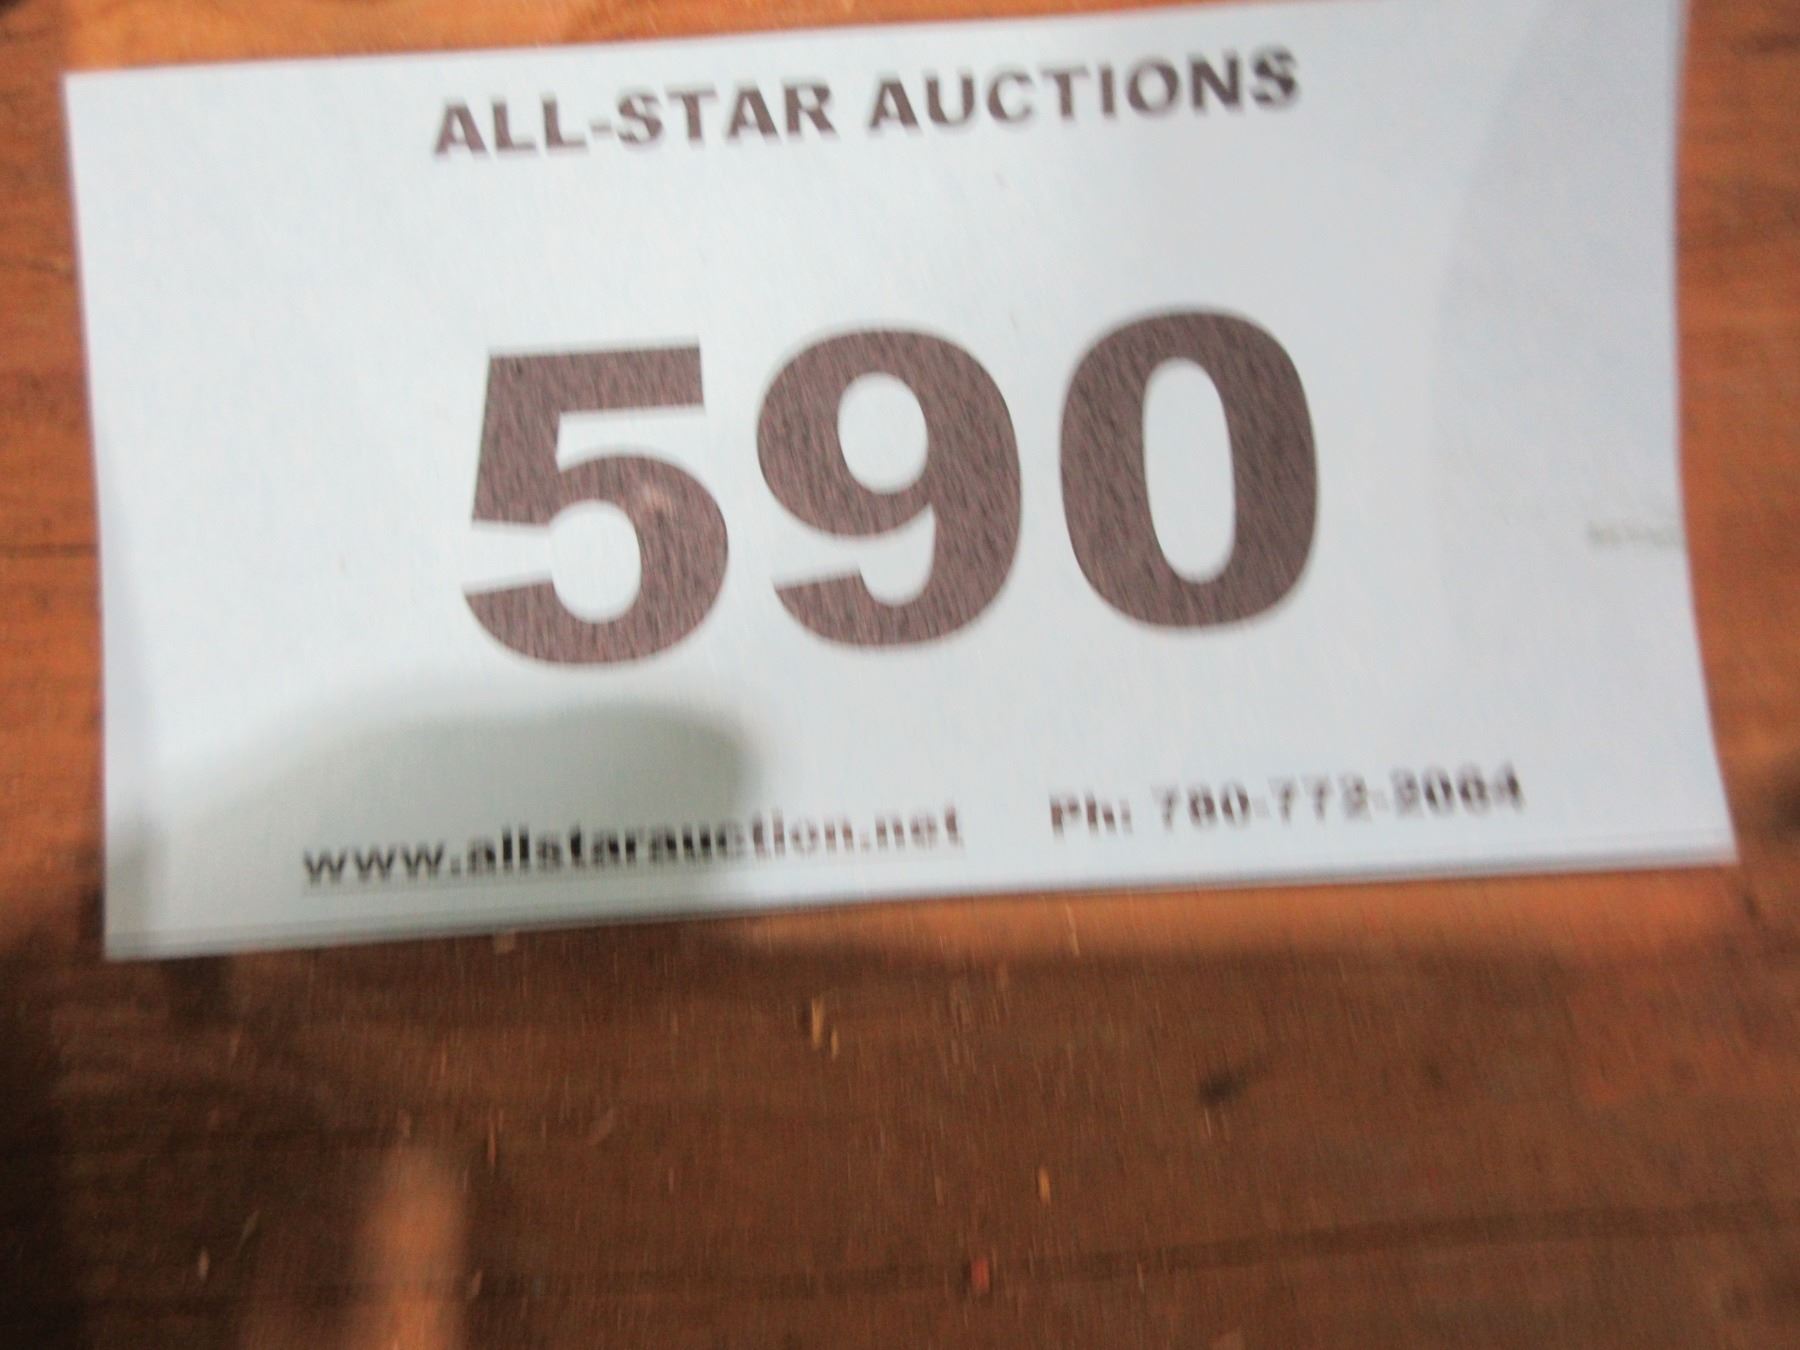 ALL-STAR AUCTIONS
590
www.allstarauction.net Ph: 780-772-2064